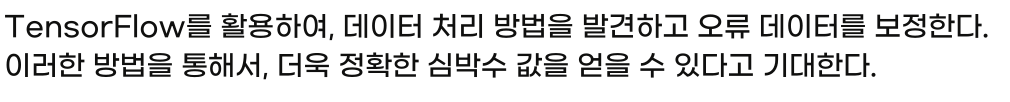 TensorFlow를 활용하여, 데이터 처리 방법을 발견하고 오류 데이터를 보정한다.
이러한 방법을 통해서, 더욱 정확한 심박수 값을 얻을 수 있다고 기대한다.